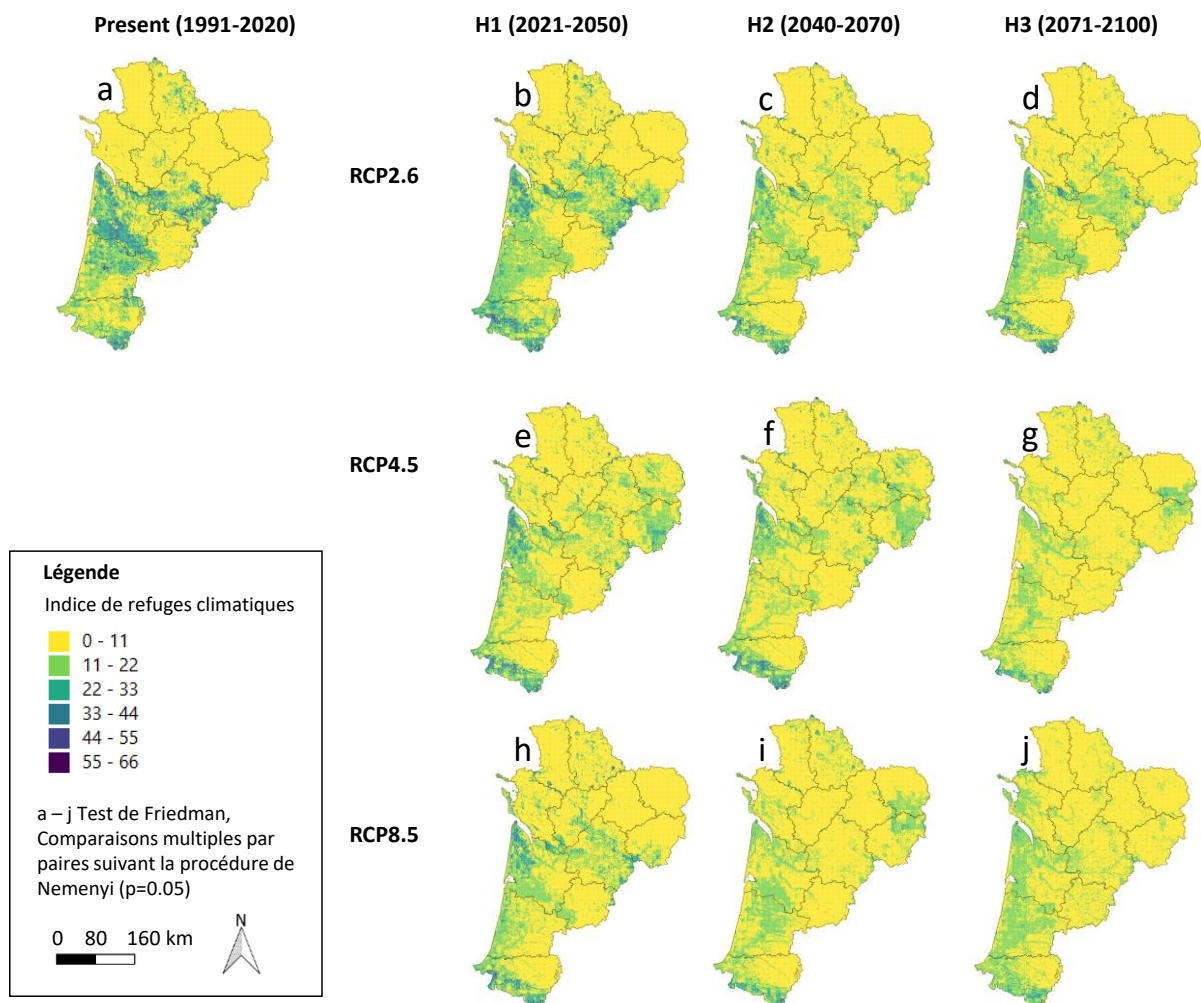 Present (1991-2020)
H1 (2021-2050)
H2 (2040-2070)
H3 (2071-2100)
a
b
c
d
RCP2.6
e
f
g
RCP4.5
h
i
j
RCP8.5
Légende
Indice de refuges climatiques
0 - 11
11 - 22
22 - 33
33 - 44
44 - 55
55 - 66
a – j Test de Friedman,
Comparaisons multiples par
paires suivant la procédure de
Nemenyi (p=0.05)
N
0 80 160 km